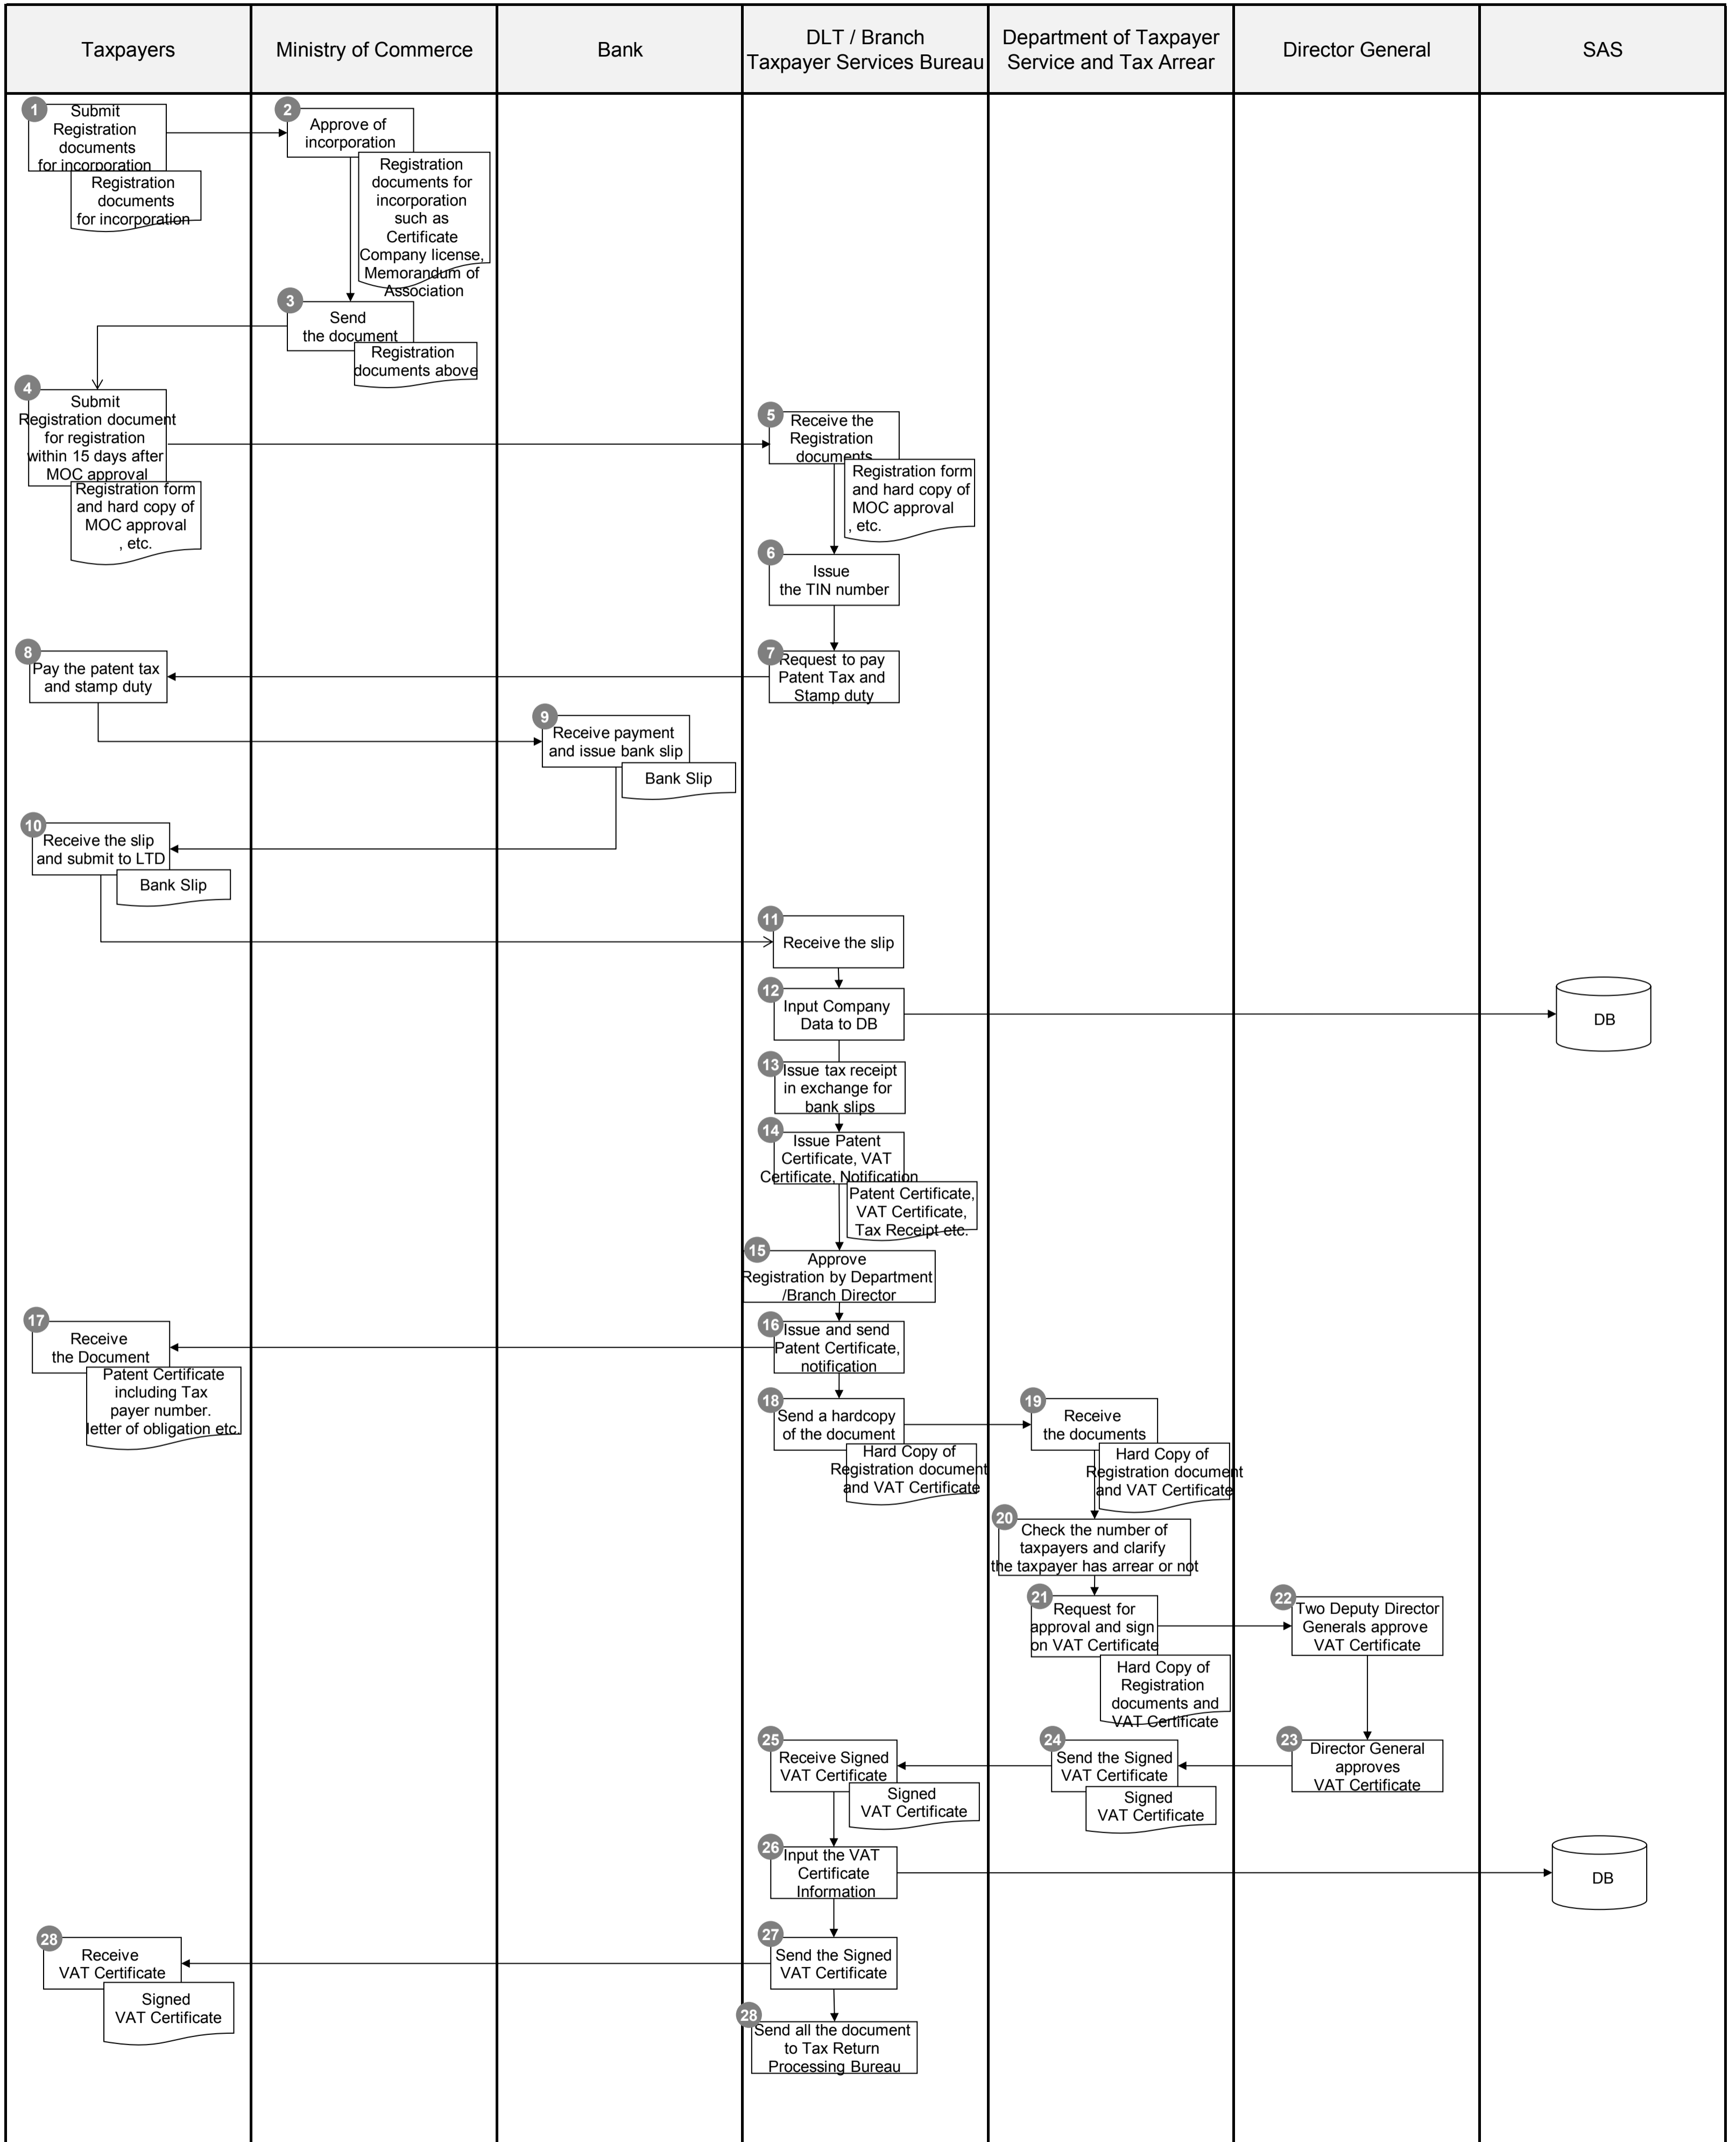 Taxpayers
Ministry of Commerce
Bank
DLT / Branch
Taxpayer Services Bureau
Department of Taxpayer
Service and Tax Arrear
Director General
SAS
1
Submit
Registration
documents
for incorporation
Registration
documents
for incorporation
2
Approve of
incorporation
Registration
documents for
incorporation
such as
Certificate
Company license,
Memorandum of
Association
3
Send
the document
Registration
documents above
4
Submit
Registration document
for registration
within 15 days after
MOC approval
Registration form
and hard copy of
MOC approval
, etc.
5
Receive the
Registration
documents
Registration form
and hard copy of
MOC approval
, etc.
6
Issue
the TIN number
7
Request to pay
Patent Tax and
Stamp duty
8
Pay the patent tax
and stamp duty
9
Receive payment
and issue bank slip
Bank Slip
10
Receive the slip
and submit to LTD
Bank Slip
11
Receive the slip
12
Input Company
Data to DB
DB
13
Issue tax receipt
in exchange for
bank slips
14
Issue Patent
Certificate, VAT
Certificate, Notification
Patent Certificate,
VAT Certificate,
Tax Receipt etc.
15
Approve
Registration by Department
/Branch Director
16
Issue and send
Patent Certificate,
notification
17
Receive
the Document
Patent Certificate
including Tax
payer number.
letter of obligation etc.
18
Send a hardcopy
of the document
Hard Copy of
Registration document
and VAT Certificate
19
Receive
the documents
Hard Copy of
Registration document
and VAT Certificate
20
Check the number of
taxpayers and clarify
the taxpayer has arrear or not
21
Request for
approval and sign
on VAT Certificate
Hard Copy of
Registration
documents and
VAT Certificate
22
Two Deputy Director
Generals approve
VAT Certificate
23
Director General
approves
VAT Certificate
24
Send the Signed
VAT Certificate
Signed
VAT Certificate
25
Receive Signed
VAT Certificate
Signed
VAT Certificate
26
Input the VAT
Certificate
Information
DB
27
Send the Signed
VAT Certificate
28
Receive
VAT Certificate
Signed
VAT Certificate
28
Send all the document
to Tax Return
Processing Bureau